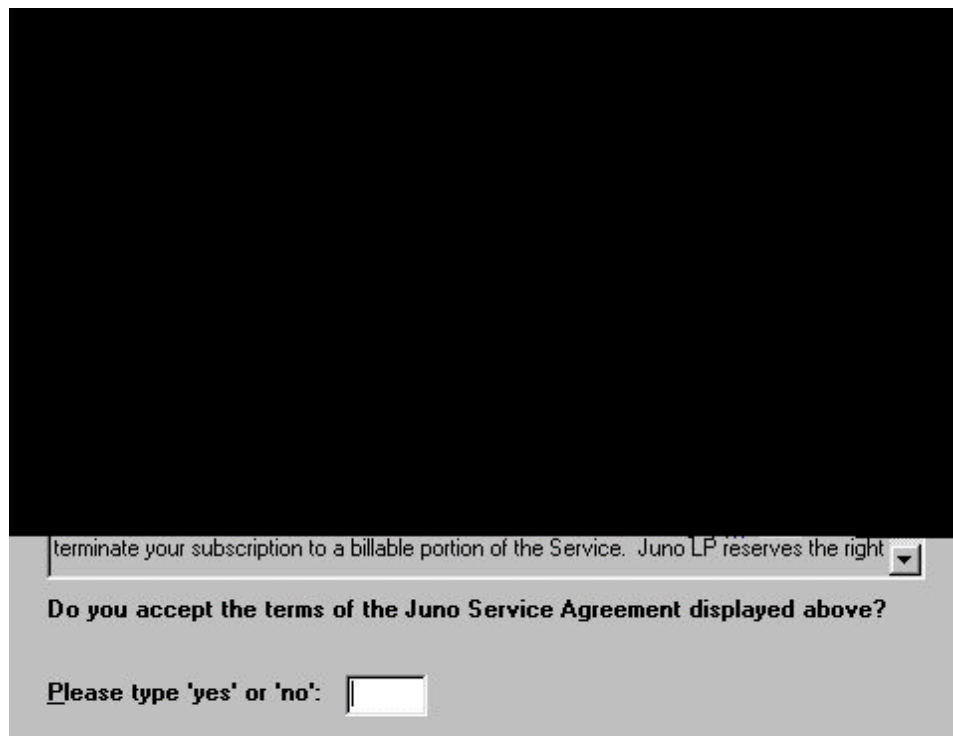 terminate your subscription to a billable portion of the Service.  Juno LP reserves the right
Do you accept the terms of the Juno Service Agreement displayed above?
Please type 'yes' or 'no':